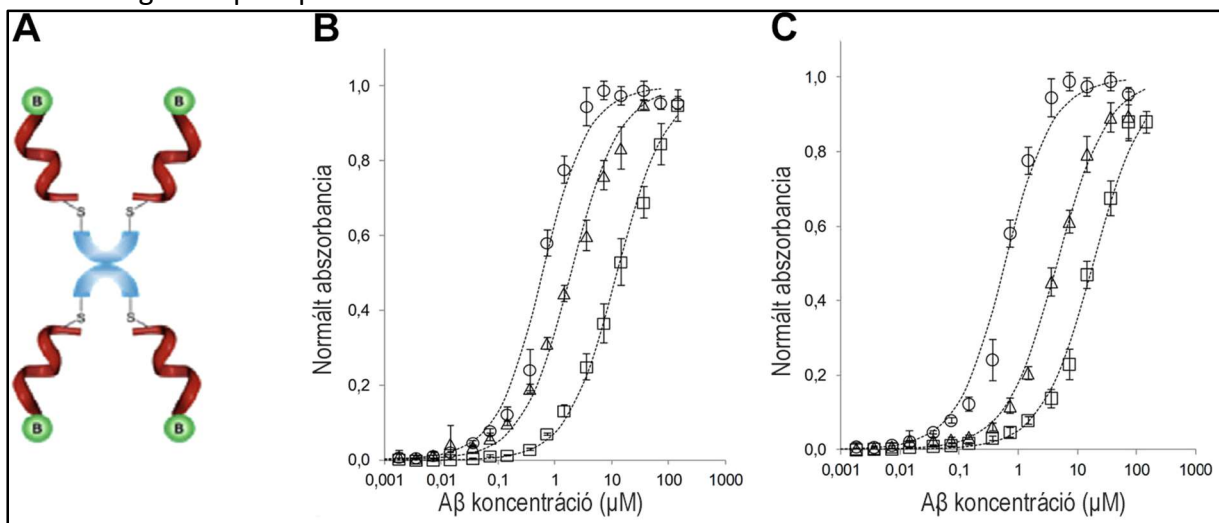 A
B
C
B B
S S
S S
B B
Normált abszorbancia
1,0
0,8
0,6
0,4
0,2
0,0
0,001 0,01 0,1 1 10 100 1000
Aβ koncentráció (µM)
Normált abszorbancia
1,0
0,8
0,6
0,4
0,2
0,0
0,001 0,01 0,1 1 10 100 1000
Aβ koncentráció (µM)